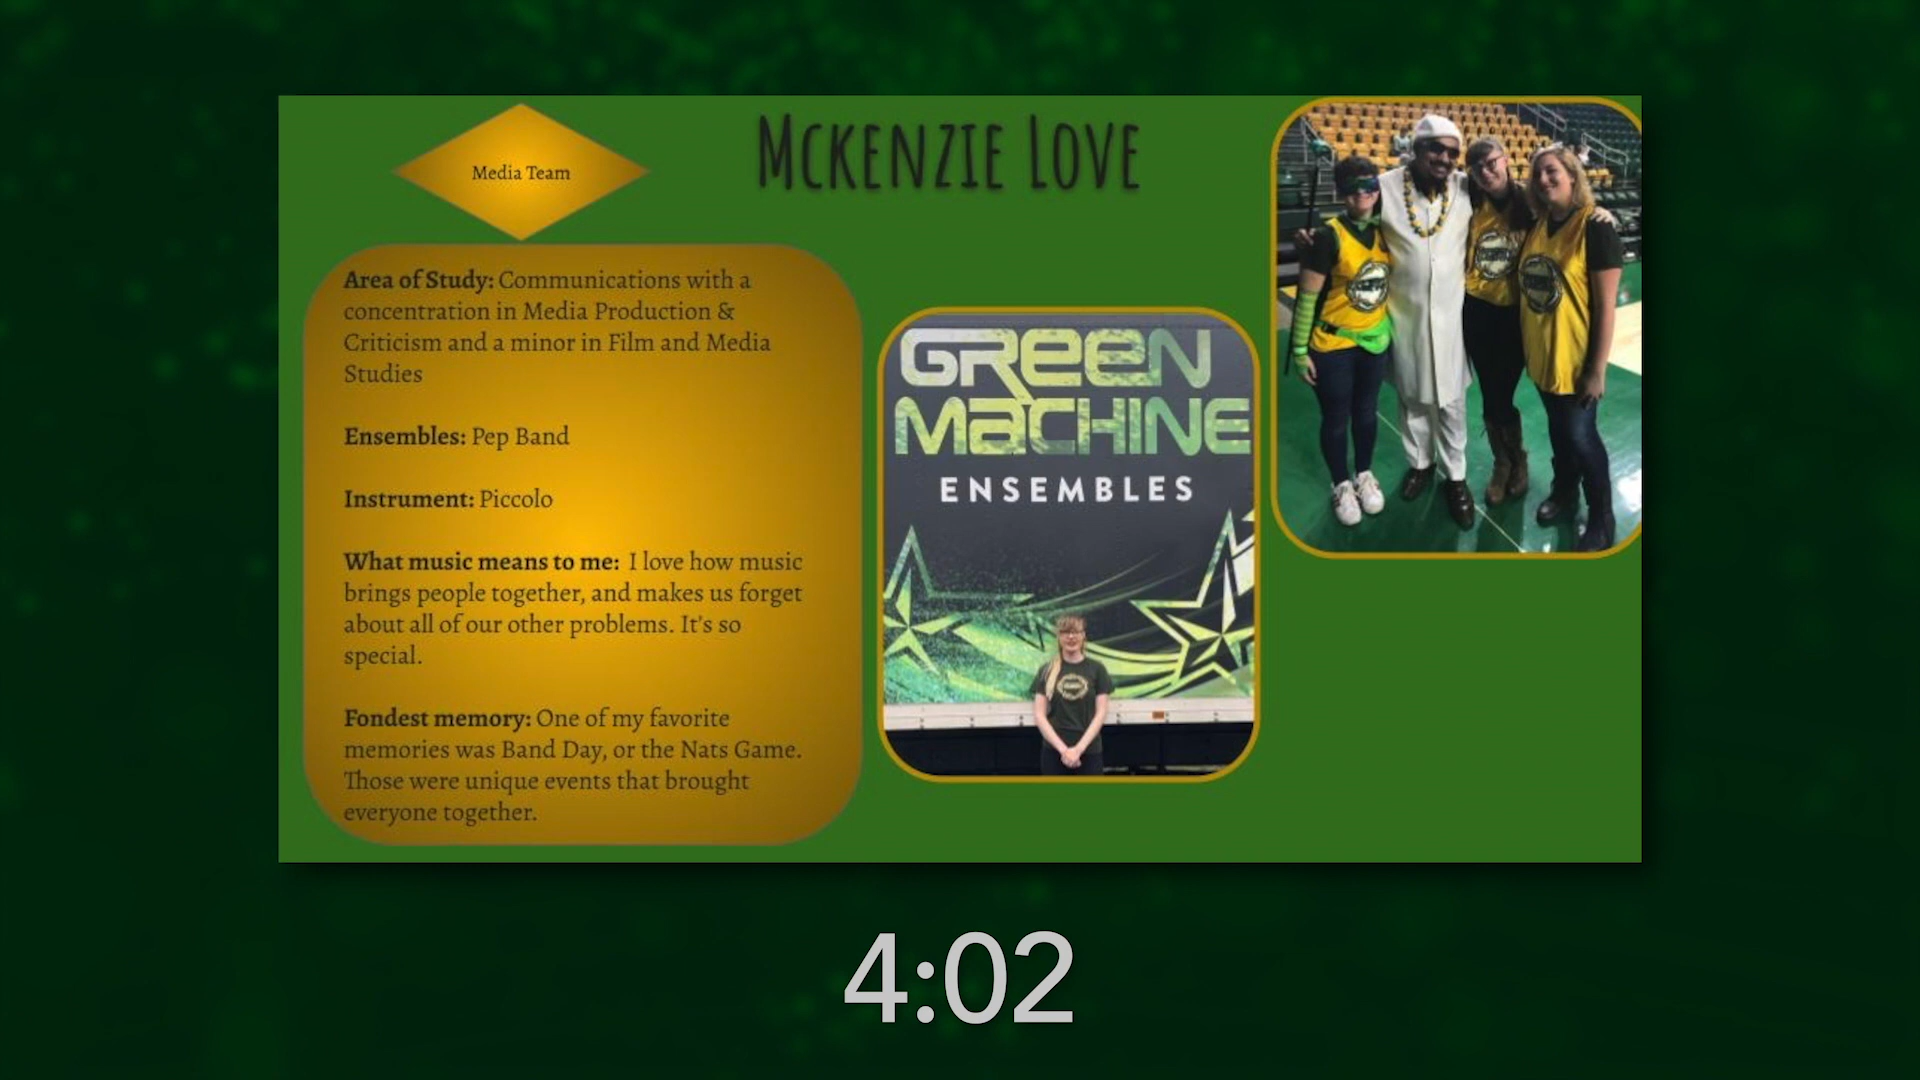 Media Team
Mckenzie Love
Area of Study: Communications with a
concentration in Media Production &
Criticism and a minor in Film and Media
Studies
Ensembles: Pep Band
Instrument: Piccolo
What music means to me: I love how music
brings people together, and makes us forget
about all of our other problems. It's so
special.
Fondest memory: One of my favorite
memories was Band Day, or the Nats Game.
Those were unique events that brought
everyone together.
GReeN
MaCHINE
ENSEMBLES
4:02